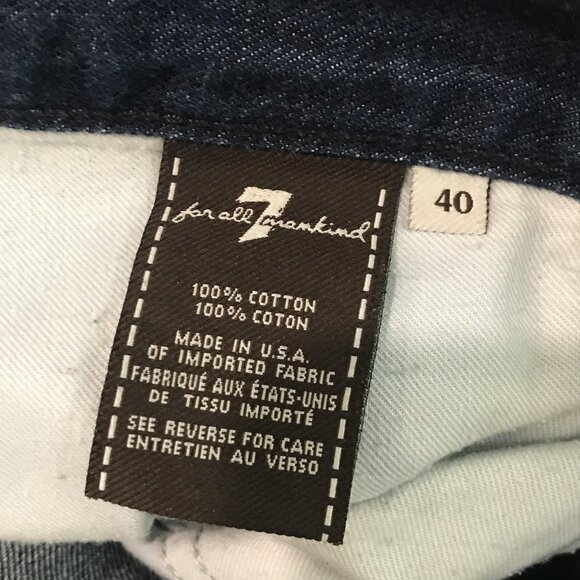 for all 7 mankind
40
100% COTTON
100% COTON
MADE IN U.S.A.
OF IMPORTED FABRIC
FABRIQUÉ AUX ÉTATS-UNIS
DE TISSU IMPORTÉ
SEE REVERSE FOR CARE
ENTRETIEN AU VERSO